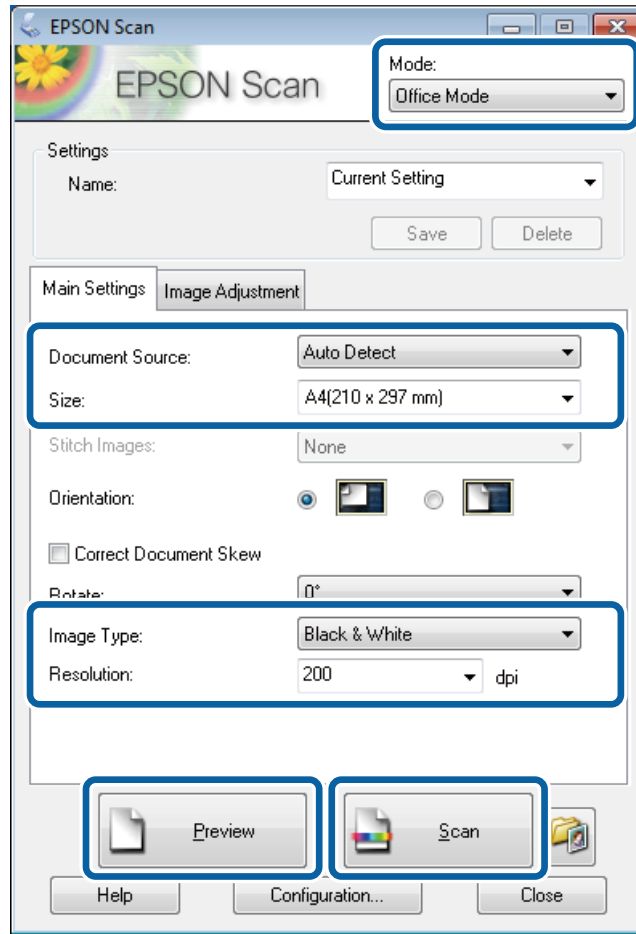 EPSON Scan
EPSON Scan
Mode:
Office Mode
Settings
Name: Current Setting
Save Delete
Main Settings Image Adjustment
Document Source: Auto Detect
Size: A4(210 x 297 mm)
Stitch Images: None
Orientation:
Correct Document Skew
Rotate: 0°
Image Type: Black & White
Resolution: 200 dpi
Preview Scan
Help Configuration... Close